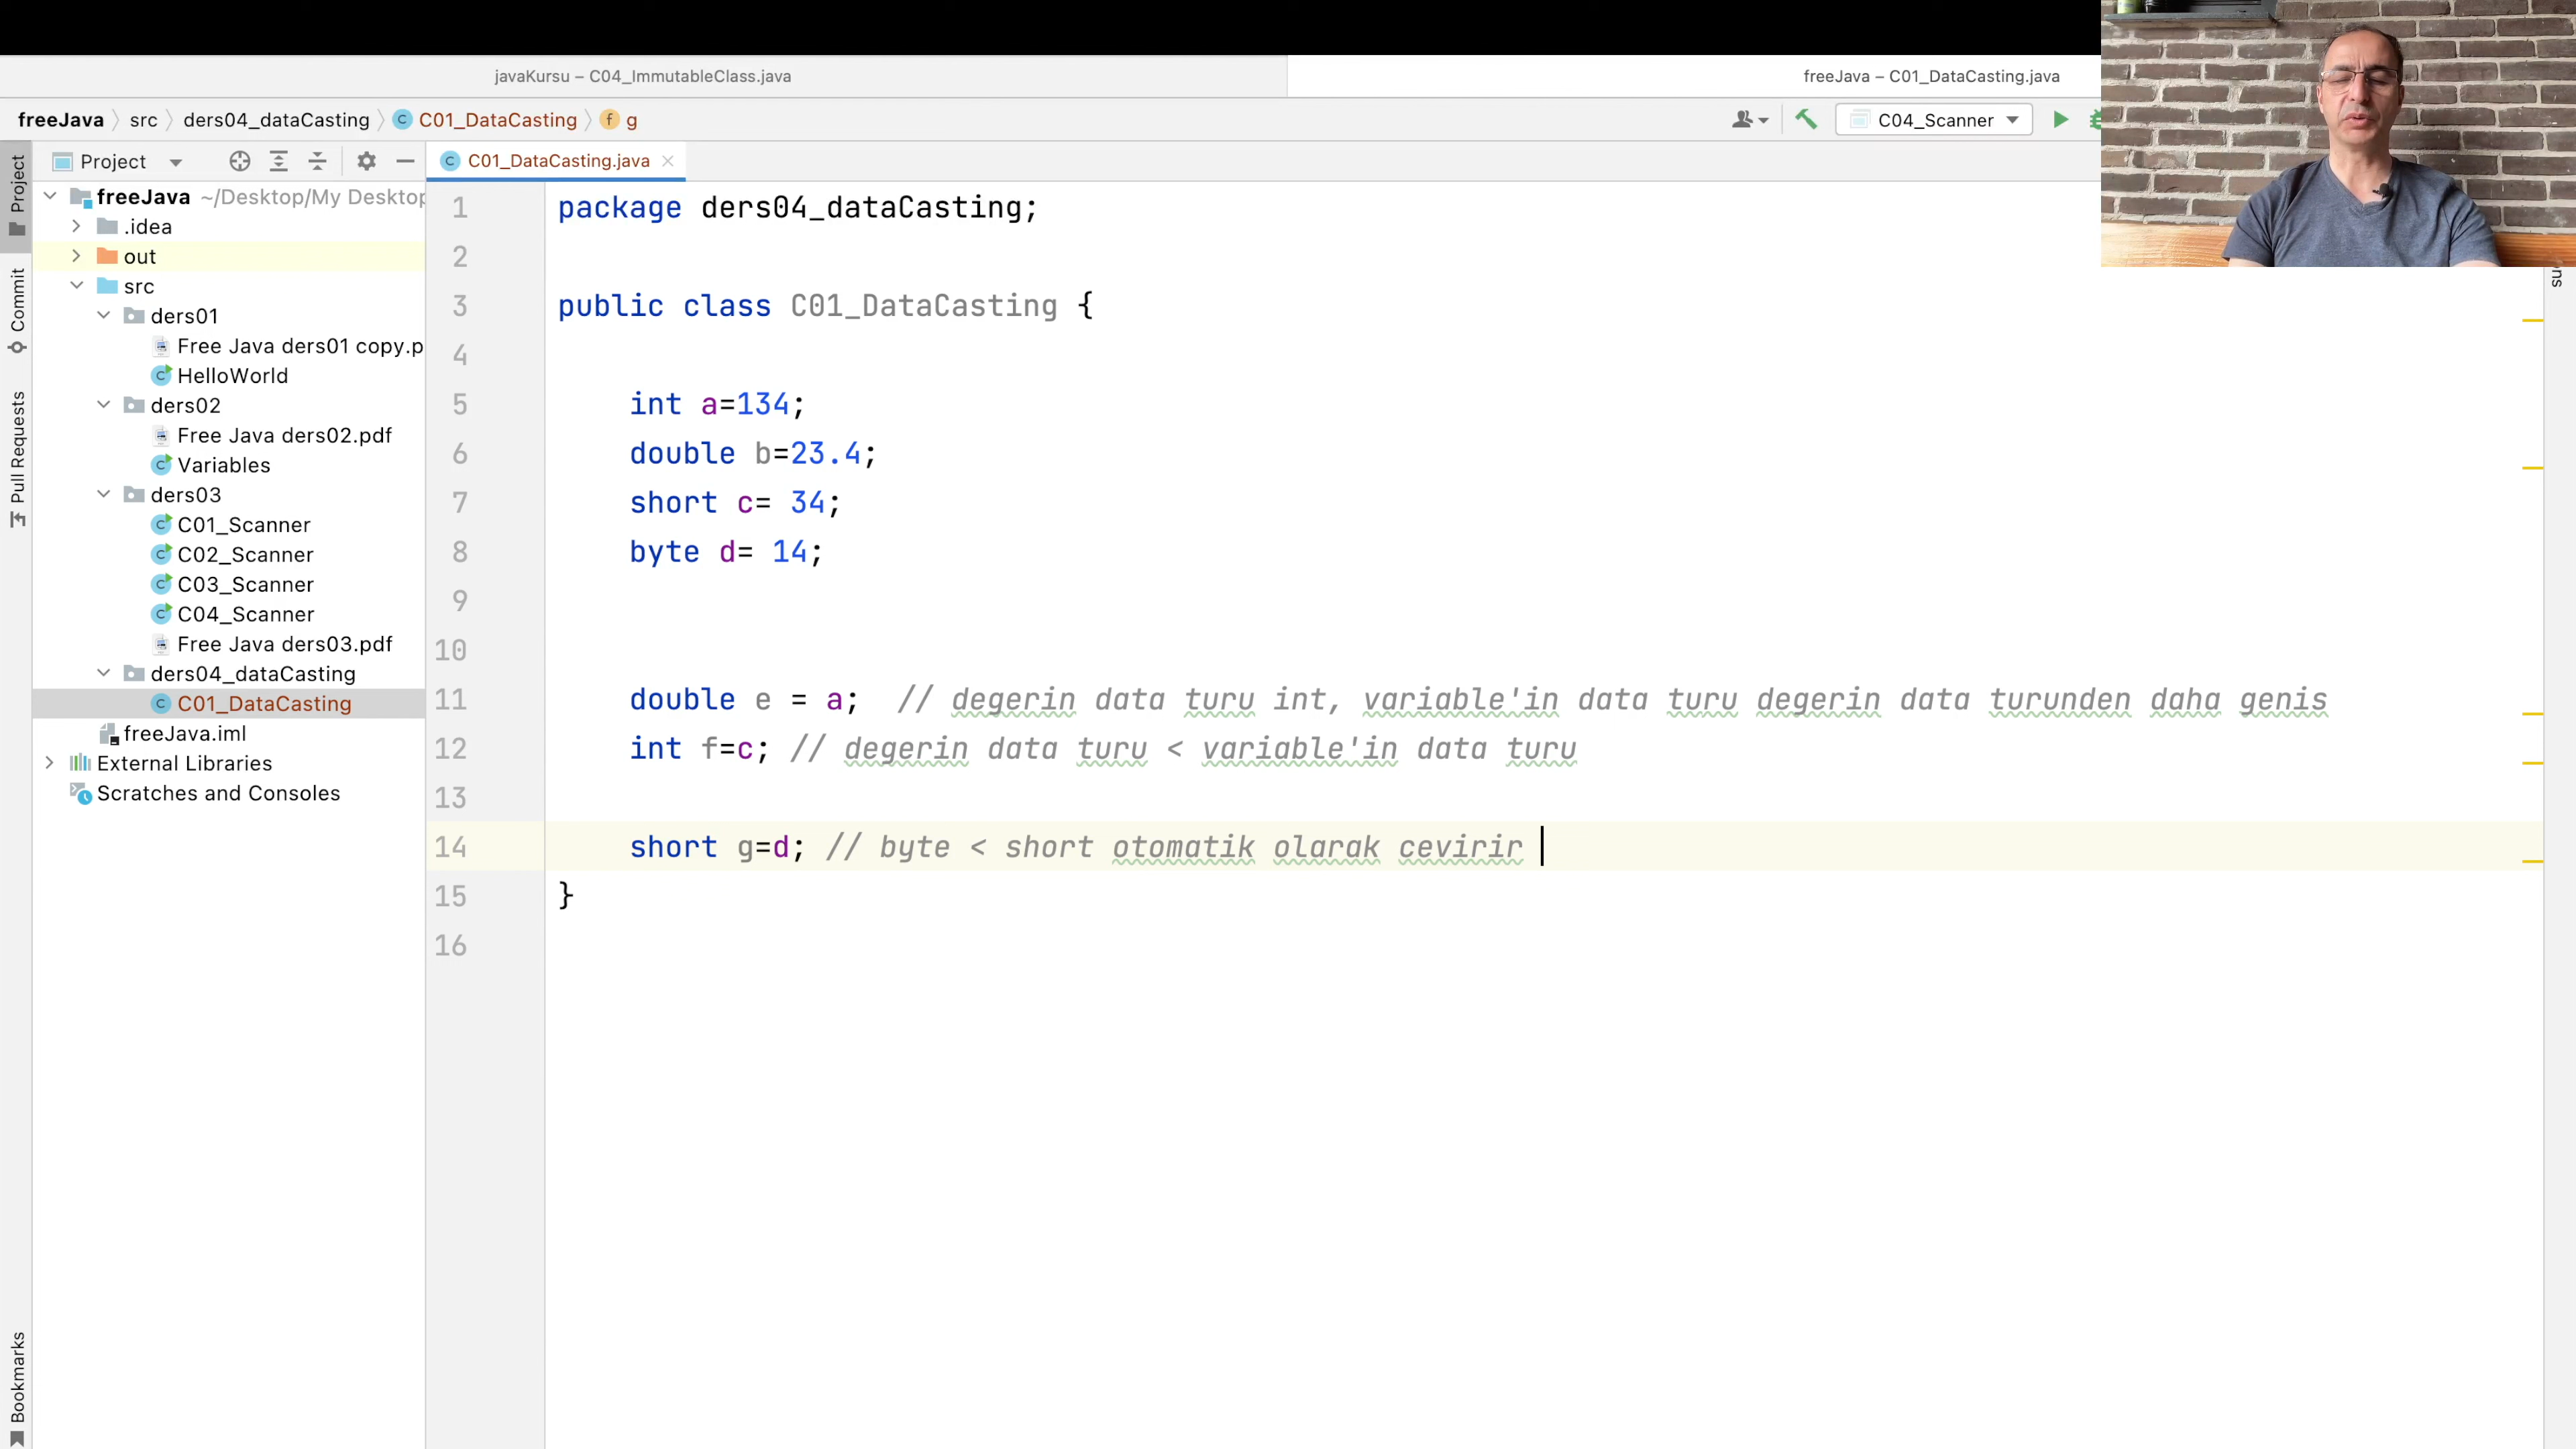 javaKursu – C04_ImmutableClass.java
freeJava – C01_DataCasting.java
freeJava src ders04_dataCasting C01_DataCasting g
C04_Scanner
Project
C01_DataCasting.java
Project
Commit
Pull Requests
Bookmarks
freeJava ~/Desktop/My Desktop
.idea
out
src
ders01
Free Java ders01 copy.p
HelloWorld
ders02
Free Java ders02.pdf
Variables
ders03
C01_Scanner
C02_Scanner
C03_Scanner
C04_Scanner
Free Java ders03.pdf
ders04_dataCasting
C01_DataCasting
freeJava.iml
External Libraries
Scratches and Consoles
1 package ders04_dataCasting;
2
3 public class C01_DataCasting {
4
5 int a=134;
6 double b=23.4;
7 short c= 34;
8 byte d= 14;
9
10
11 double e = a; // degerin data turu int, variable'in data turu degerin data turunden daha genis
12 int f=c; // degerin data turu < variable'in data turu
13
14 short g=d; // byte < short otomatik olarak cevirir
15 }
16